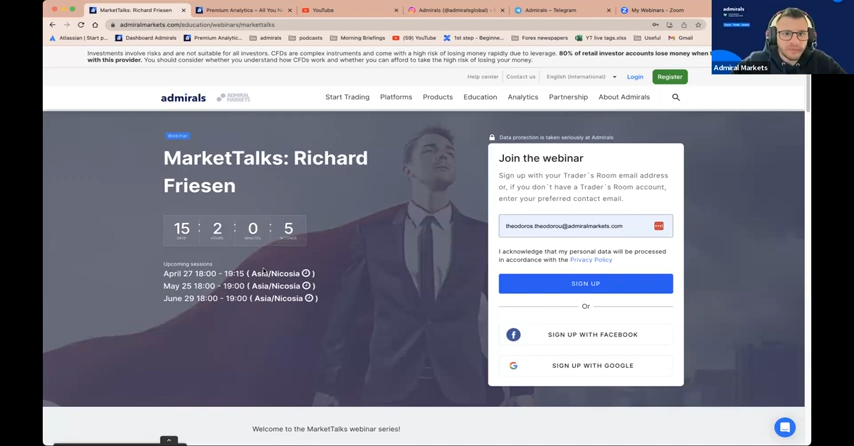 MarketTalks: Richard Friesen
Premium Analytics - All You N
YouTube
Admirals (@admiralsglobal) •
Admirals – Telegram
My Webinars - Zoom
admiralmarkets.com/education/webinars/markettalks
Atlassian | Start p...
Dashboard Admirals
Premium Analytic...
admirals
podcasts
Morning Briefings
(59) YouTube
1st step - Beginne...
Forex newspapers
YT live tags.xlsx
Useful
Gmail
Investments involve risks and are not suitable for all investors. CFDs are complex instruments and come with a high risk of losing money rapidly due to leverage. 80% of retail investor accounts lose money when t
with this provider. You should consider whether you understand how CFDs work and whether you can afford to take the high risk of losing your money.
Admiral Markets
Help center
Contact us
English (International)
Login
Register
admirals
ADMIRAL
MARKETS
Start Trading
Platforms
Products
Education
Analytics
Partnership
About Admirals
Webinar
MarketTalks: Richard
Friesen
15 : 2 : 0 : 5
DAYS
HOURS
MINUTES
SECONDS
Upcoming sessions
April 27 18:00 - 19:15 ( Asia/Nicosia )
May 25 18:00 - 19:00 ( Asia/Nicosia )
June 29 18:00 - 19:00 ( Asia/Nicosia )
Data protection is taken seriously at Admirals
Join the webinar
Sign up with your Trader`s Room email address
or, if you don`t have a Trader`s Room account,
enter your preferred contact email.
theodoros.theodorou@admiralmarkets.com
I acknowledge that my personal data will be processed
in accordance with the Privacy Policy
SIGN UP
Or
SIGN UP WITH FACEBOOK
SIGN UP WITH GOOGLE
Welcome to the MarketTalks webinar series!